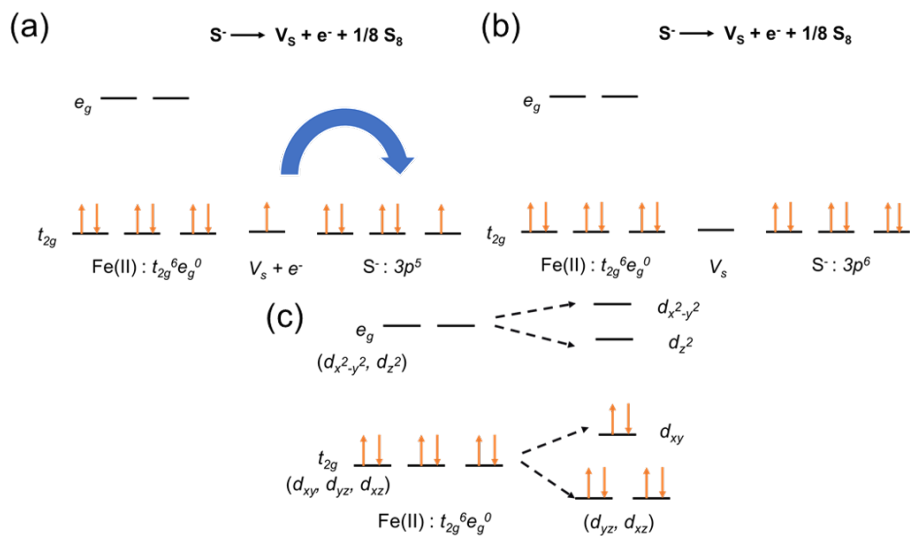 (a)
S⁻ ⟶ V_S + e⁻ + 1/8 S₈
e_g
t_2g
Fe(II) : t_2g⁶e_g⁰
V_s + e⁻
S⁻ : 3p⁵
(b)
S⁻ ⟶ V_S + e⁻ + 1/8 S₈
e_g
t_2g
Fe(II) : t_2g⁶e_g⁰
V_s
S⁻ : 3p⁶
(c)
e_g
(d_x²-y², d_z²)
d_x²-y²
d_z²
t_2g
(d_xy, d_yz, d_xz)
Fe(II) : t_2g⁶e_g⁰
d_xy
(d_yz, d_xz)